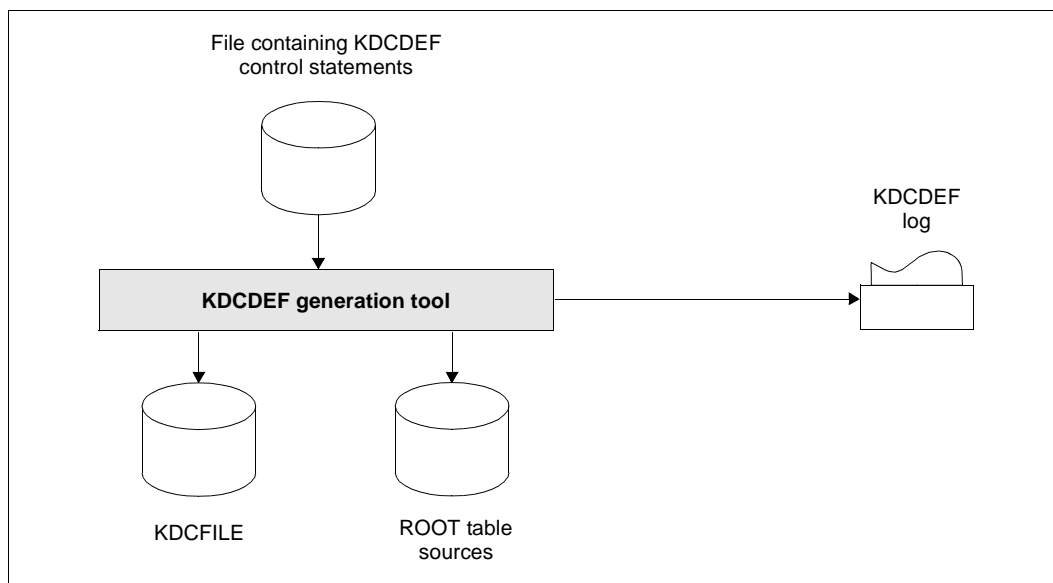 File containing KDCDEF
control statements
KDCDEF
log
KDCDEF generation tool
KDCFILE
ROOT table
sources